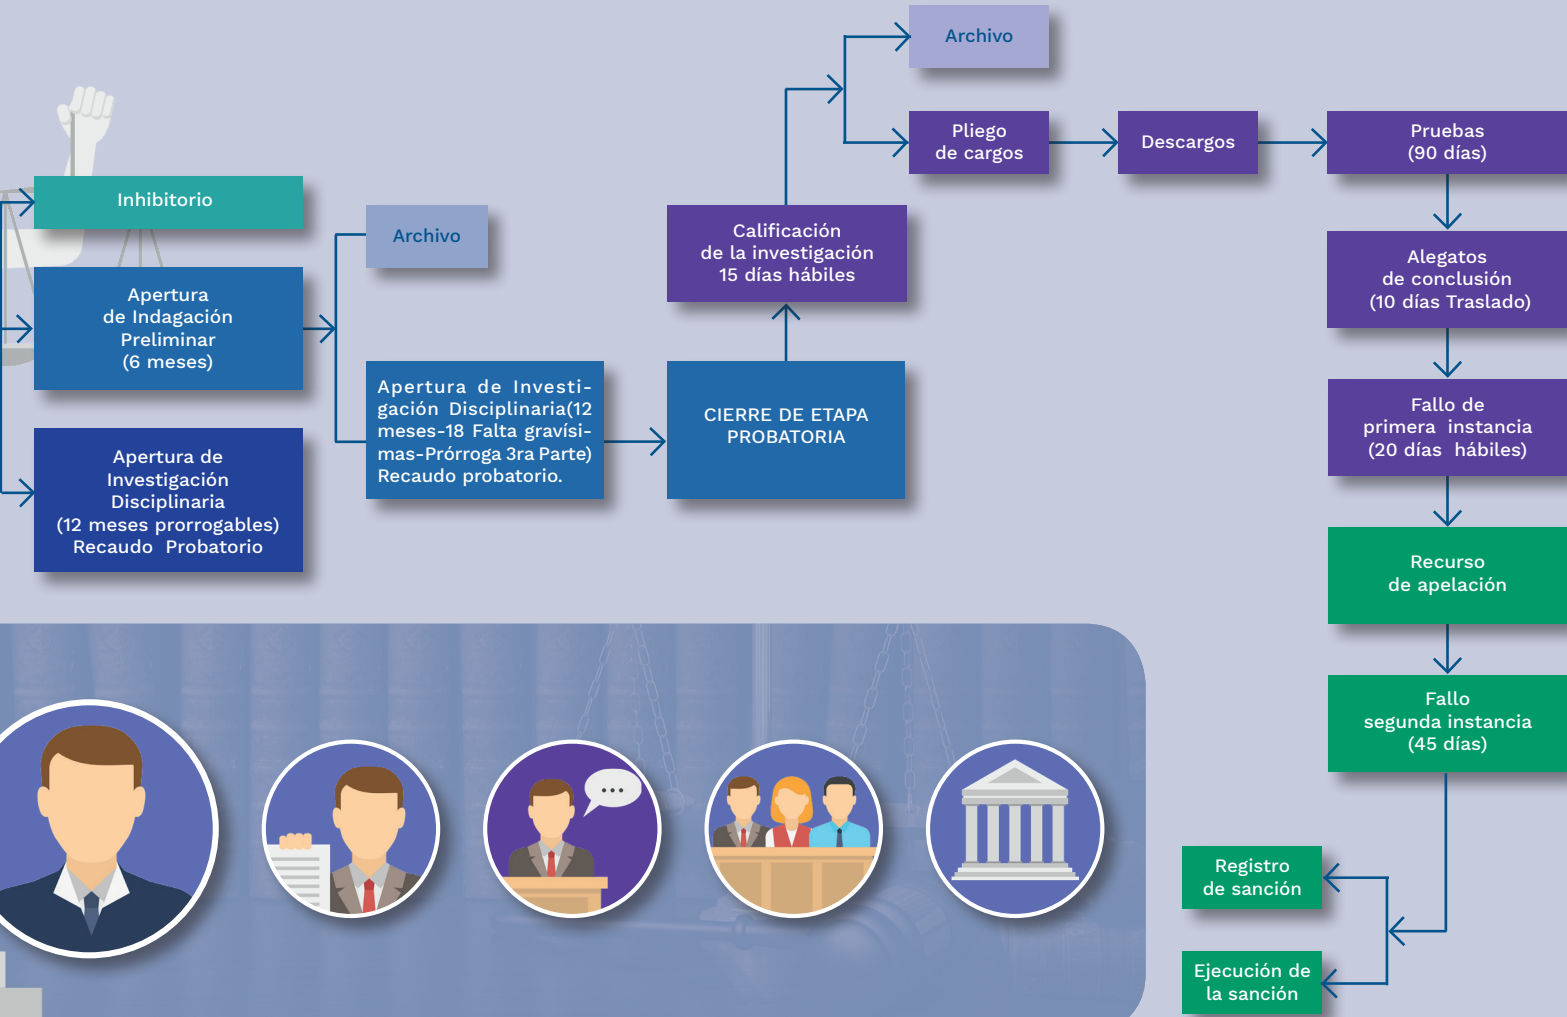 Inhibitorio
Apertura
de Indagación
Preliminar
(6 meses)
Apertura de
Investigación
Disciplinaria
(12 meses prorrogables)
Recaudo Probatorio
Archivo
Apertura de Investi-
gación Disciplinaria(12
meses-18 Falta gravísi-
mas-Prórroga 3ra Parte)
Recaudo probatorio.
CIERRE DE ETAPA
PROBATORIA
Calificación
de la investigación
15 días hábiles
Archivo
Pliego
de cargos
Descargos
Pruebas
(90 días)
Alegatos
de conclusión
(10 días Traslado)
Fallo de
primera instancia
(20 días hábiles)
Recurso
de apelación
Fallo
segunda instancia
(45 días)
Registro
de sanción
Ejecución de
la sanción